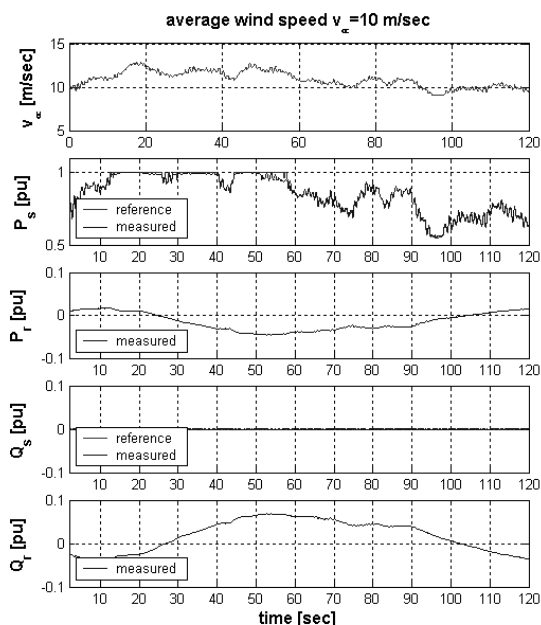 average wind speed v∝=10 m/sec
15
10
5
v∝ [m/sec]
0 20 40 60 80 100 120
1
0.5
P_s [pu]
reference
measured
10 20 30 40 50 60 70 80 90 100 110 120
0.1
0
-0.1
P_r [pu]
measured
10 20 30 40 50 60 70 80 90 100 110 120
0.1
0
-0.1
Q_s [pu]
reference
measured
10 20 30 40 50 60 70 80 90 100 110 120
0.1
0
-0.1
Q_r [pu]
measured
10 20 30 40 50 60 70 80 90 100 110 120
time [sec]